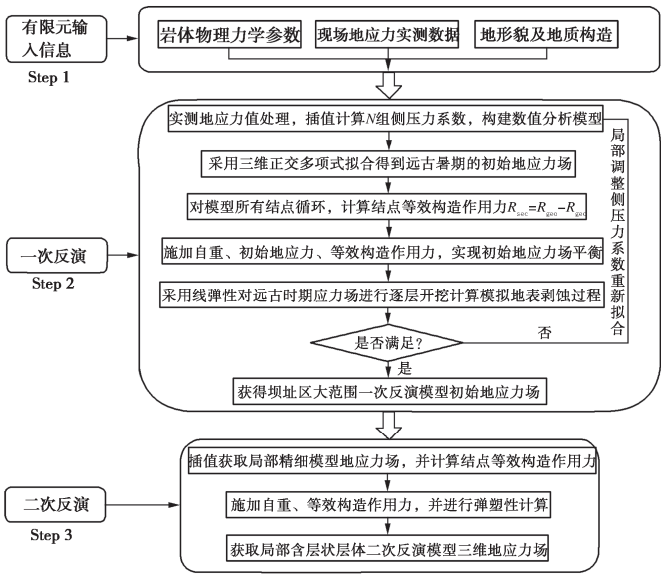 有限元输
入信息
Step 1
岩体物理力学参数
现场地应力实测数据
地形貌及地质构造
实测地应力值处理，插值计算N组侧压力系数，构建数值分析模型
采用三维正交多项式拟合得到远古暑期的初始地应力场
对模型所有结点循环，计算结点等效构造作用力Rsec=Rgeo-Rgeo
施加自重、初始地应力、等效构造作用力，实现初始地应力场平衡
采用线弹性对远古时期应力场进行逐层开挖计算模拟地表剥蚀过程
是否满足？
否
是
局部调整侧压力系数重新拟合
获得坝址区大范围一次反演模型初始地应力场
一次反演
Step 2
插值获取局部精细模型地应力场，并计算结点等效构造作用力
施加自重、等效构造作用力，并进行弹塑性计算
获取局部含层状层体二次反演模型三维地应力场
二次反演
Step 3